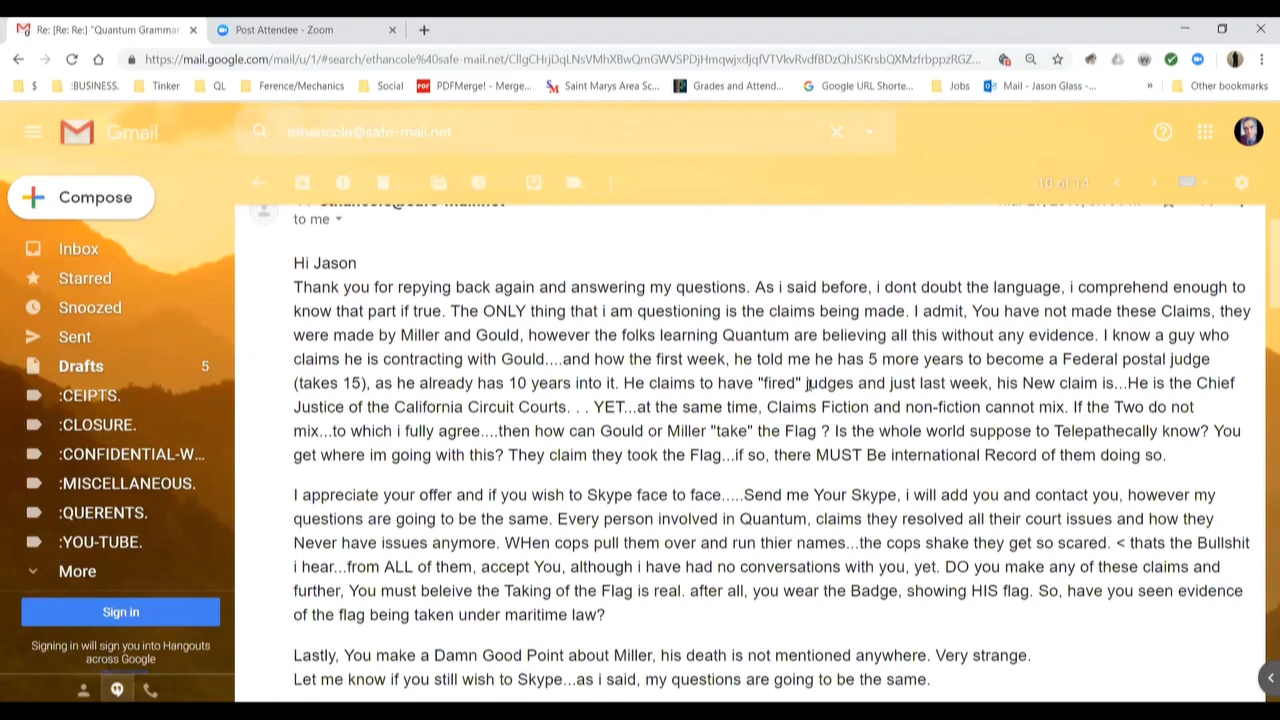 Re: [Re: Re:] "Quantum Grammar
Post Attendee - Zoom
$
:BUSINESS.
Tinker
QL
Ference/Mechanics
Social
PDFMerge! - Merge...
Saint Marys Area Sc...
Grades and Attend...
Google URL Shorte...
Jobs
Mail - Jason Glass -...
»
Other bookmarks
Gmail
ethancole@safe-mail.net
Compose
10 of 14
to me
Inbox
Starred
Snoozed
Sent
Drafts 5
:CEIPTS.
:CLOSURE.
:CONFIDENTIAL-W...
:MISCELLANEOUS.
:QUERENTS.
:YOU-TUBE.
More
Sign in
Signing in will sign you into Hangouts
across Google
Hi Jason
Thank you for repying back again and answering my questions. As i said before, i dont doubt the language, i comprehend enough to
know that part if true. The ONLY thing that i am questioning is the claims being made. I admit, You have not made these Claims, they
were made by Miller and Gould, however the folks learning Quantum are believing all this without any evidence. I know a guy who
claims he is contracting with Gould....and how the first week, he told me he has 5 more years to become a Federal postal judge
(takes 15), as he already has 10 years into it. He claims to have "fired" judges and just last week, his New claim is...He is the Chief
Justice of the California Circuit Courts. . . YET...at the same time, Claims Fiction and non-fiction cannot mix. If the Two do not
mix...to which i fully agree....then how can Gould or Miller "take" the Flag ? Is the whole world suppose to Telepathecally know? You
get where im going with this? They claim they took the Flag...if so, there MUST Be international Record of them doing so.
I appreciate your offer and if you wish to Skype face to face.....Send me Your Skype, i will add you and contact you, however my
questions are going to be the same. Every person involved in Quantum, claims they resolved all their court issues and how they
Never have issues anymore. WHen cops pull them over and run thier names...the cops shake they get so scared. < thats the Bullshit
i hear...from ALL of them, accept You, although i have had no conversations with you, yet. DO you make any of these claims and
further, You must beleive the Taking of the Flag is real. after all, you wear the Badge, showing HIS flag. So, have you seen evidence
of the flag being taken under maritime law?
Lastly, You make a Damn Good Point about Miller, his death is not mentioned anywhere. Very strange.
Let me know if you still wish to Skype...as i said, my questions are going to be the same.